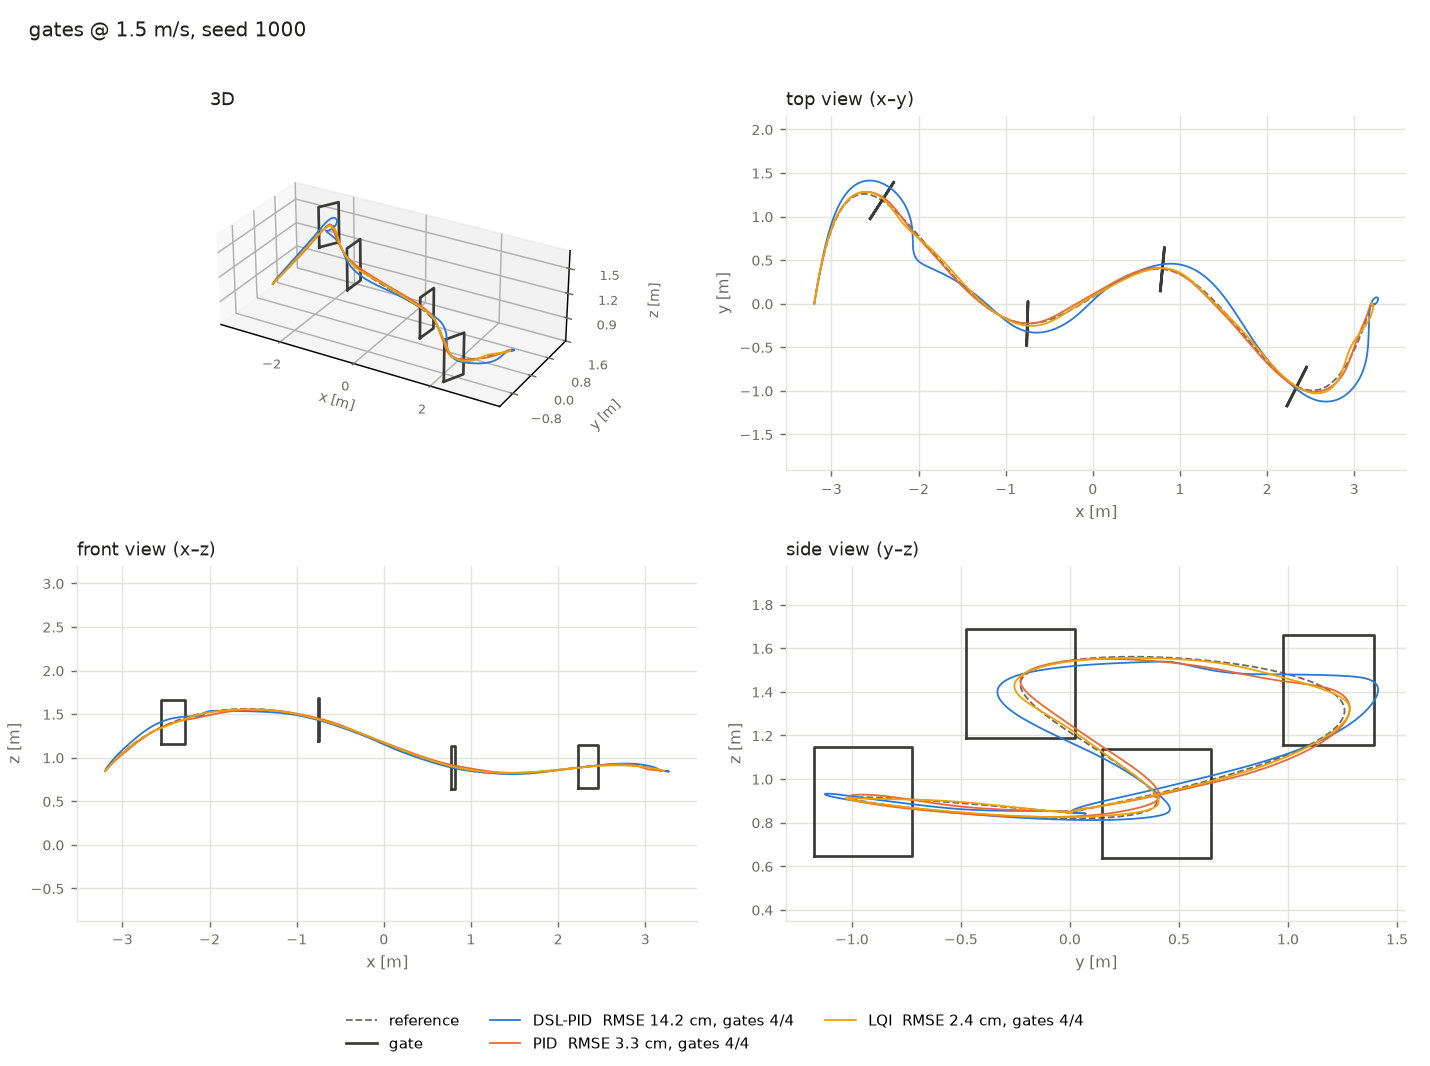 gates @ 1.5 m/s, seed 1000
3D
1.5
1.2
0.9
z [m]
−2
0
2
x [m]
1.6
0.8
0.0
−0.8
y [m]
top view (x–y)
2.0
1.5
1.0
0.5
0.0
−0.5
−1.0
−1.5
y [m]
−3 −2 −1 0 1 2 3
x [m]
front view (x–z)
3.0
2.5
2.0
1.5
1.0
0.5
0.0
−0.5
z [m]
−3 −2 −1 0 1 2 3
x [m]
side view (y–z)
1.8
1.6
1.4
1.2
1.0
0.8
0.6
0.4
z [m]
−1.0 −0.5 0.0 0.5 1.0 1.5
y [m]
reference
gate
DSL-PID RMSE 14.2 cm, gates 4/4
PID RMSE 3.3 cm, gates 4/4
LQI RMSE 2.4 cm, gates 4/4